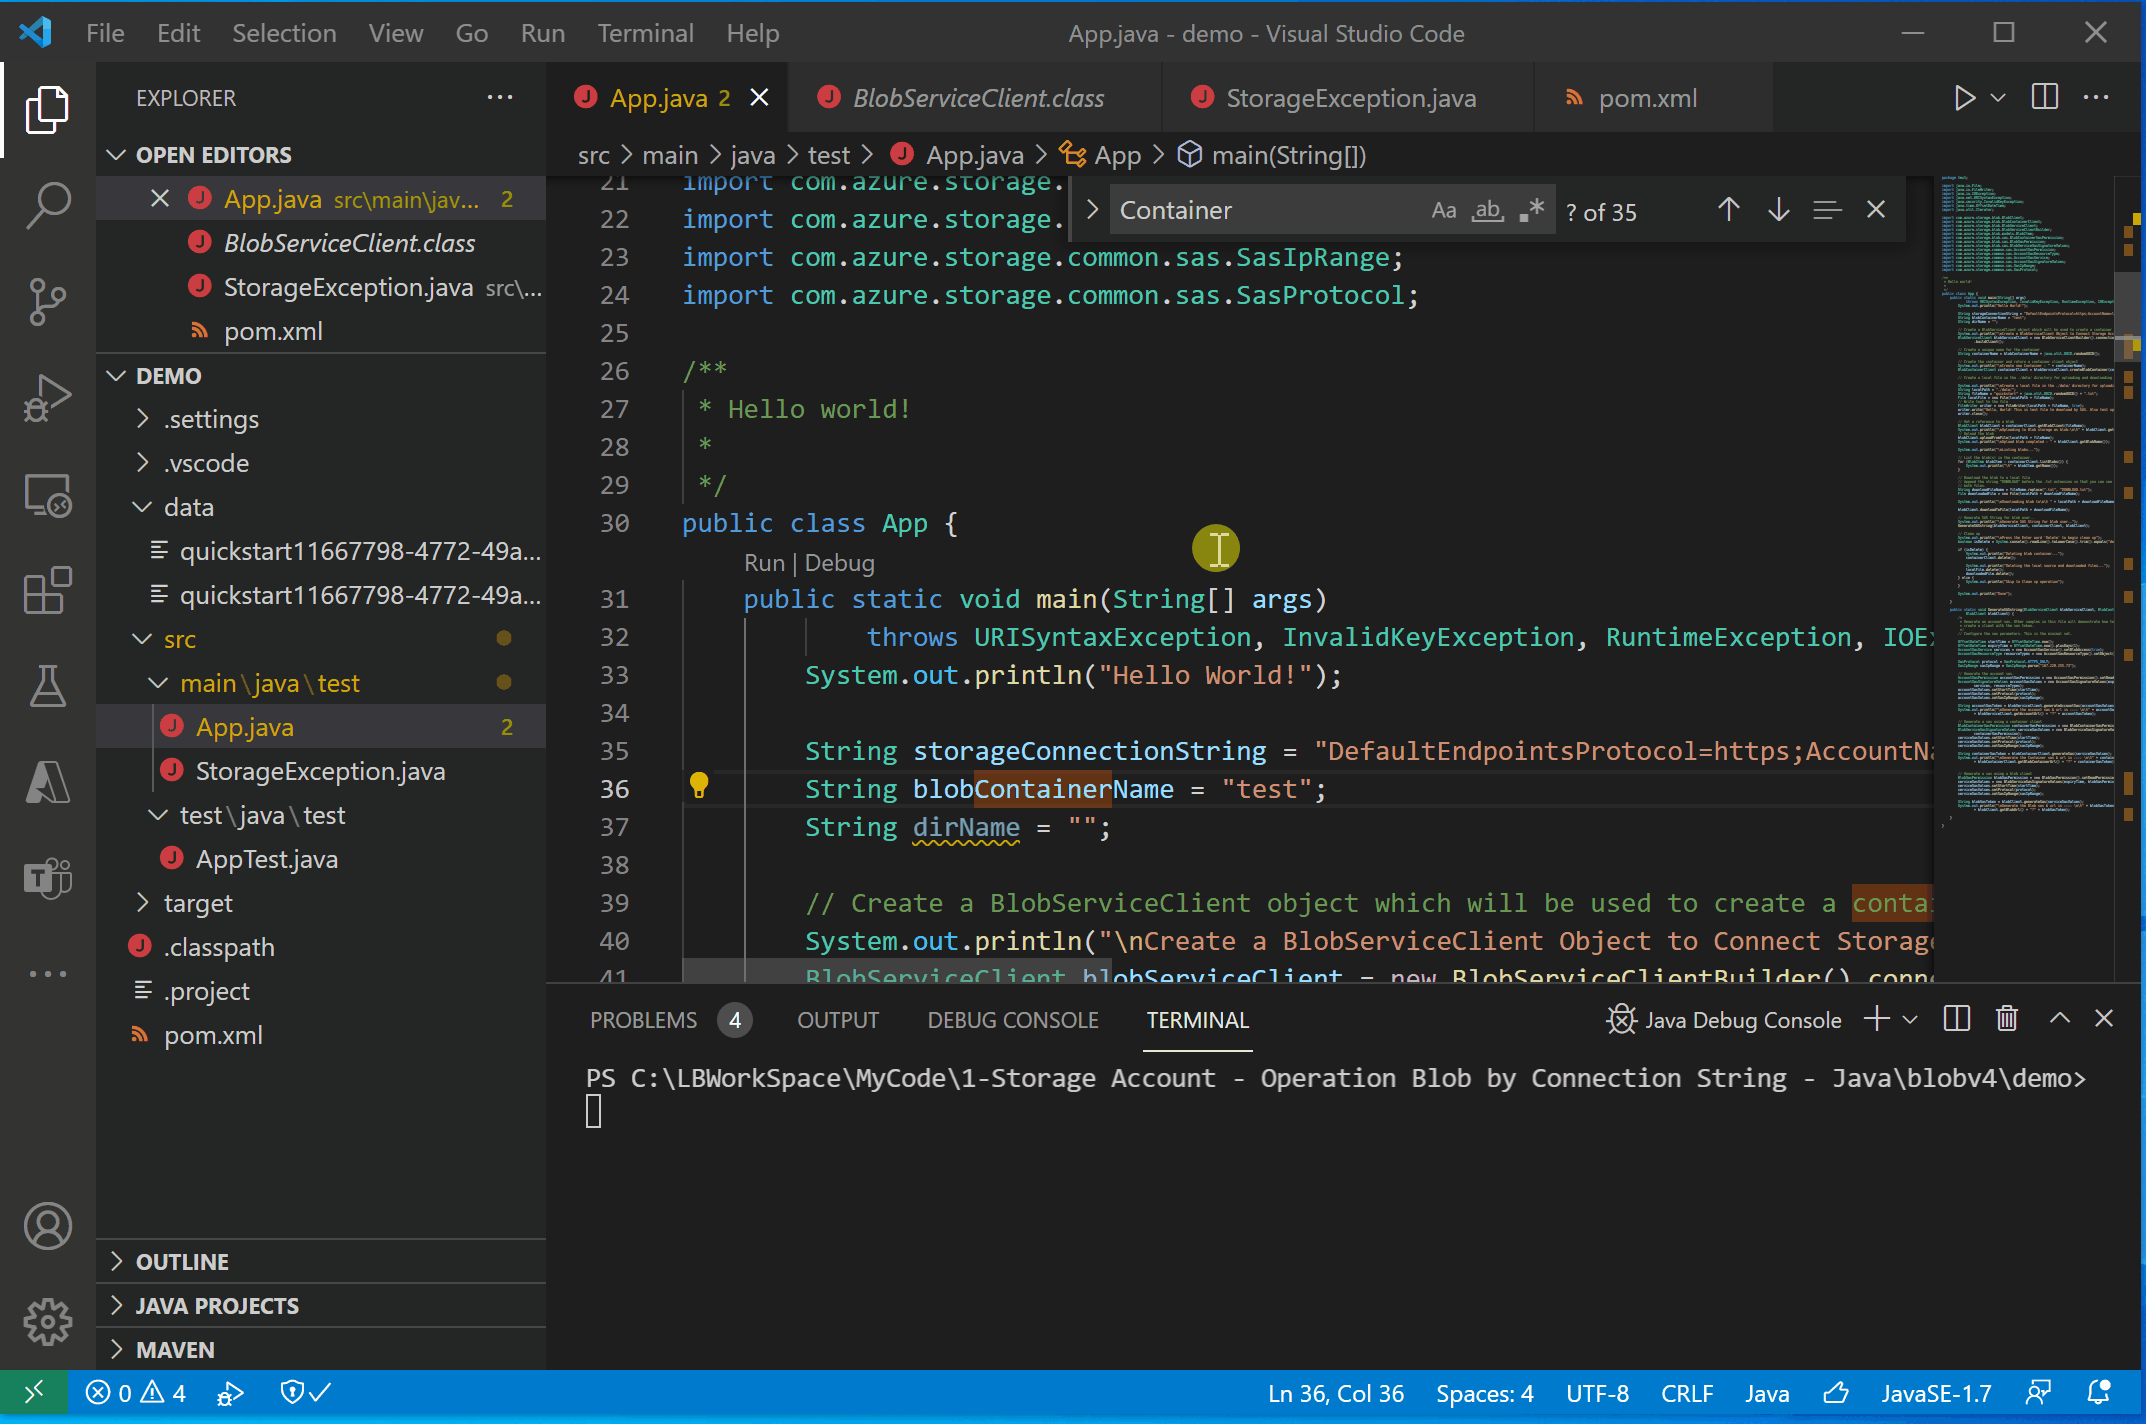 File Edit Selection View Go Run Terminal Help App.java - demo - Visual Studio Code
EXPLORER
OPEN EDITORS
App.java src\main\jav... 2
BlobServiceClient.class
StorageException.java src\...
pom.xml
DEMO
.settings
.vscode
data
quickstart11667798-4772-49a...
quickstart11667798-4772-49a...
src
main\java\test
App.java 2
StorageException.java
test\java\test
AppTest.java
target
.classpath
.project
pom.xml
OUTLINE
JAVA PROJECTS
MAVEN
App.java 2 BlobServiceClient.class StorageException.java pom.xml
src > main > java > test > App.java > App > main(String[])
Container Aa ab ? of 35
21 import com.azure.storage.
22 import com.azure.storage.
23 import com.azure.storage.common.sas.SasIpRange;
24 import com.azure.storage.common.sas.SasProtocol;
25
26 /**
27 * Hello world!
28 *
29 */
30 public class App {
Run | Debug
31 public static void main(String[] args)
32 throws URISyntaxException, InvalidKeyException, RuntimeException, IOEx
33 System.out.println("Hello World!");
34
35 String storageConnectionString = "DefaultEndpointsProtocol=https;AccountNa
36 String blobContainerName = "test";
37 String dirName = "";
38
39 // Create a BlobServiceClient object which will be used to create a contai
40 System.out.println("\nCreate a BlobServiceClient Object to Connect Storage
41 BlobServiceClient blobServiceClient = new BlobServiceClientBuilder().conne
PROBLEMS 4 OUTPUT DEBUG CONSOLE TERMINAL Java Debug Console
PS C:\LBWorkSpace\MyCode\1-Storage Account - Operation Blob by Connection String - Java\blobv4\demo>
0 4 Ln 36, Col 36 Spaces: 4 UTF-8 CRLF Java JavaSE-1.7